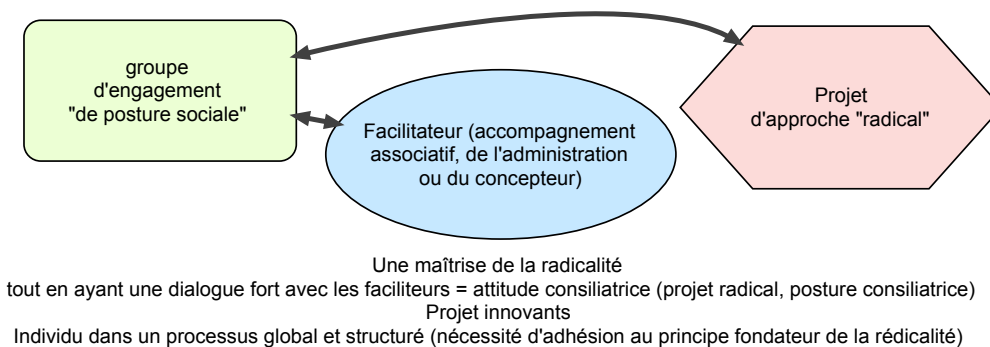 groupe
d'engagement
"de posture sociale"
Facilitateur (accompagnement
associatif, de l'administration
ou du concepteur)
Projet
d'approche "radical"
Une maîtrise de la radicalité
tout en ayant une dialogue fort avec les faciliteurs = attitude consiliatrice (projet radical, posture consiliatrice)
Projet innovants
Individu dans un processus global et structuré (nécessité d'adhésion au principe fondateur de la rédicalité)